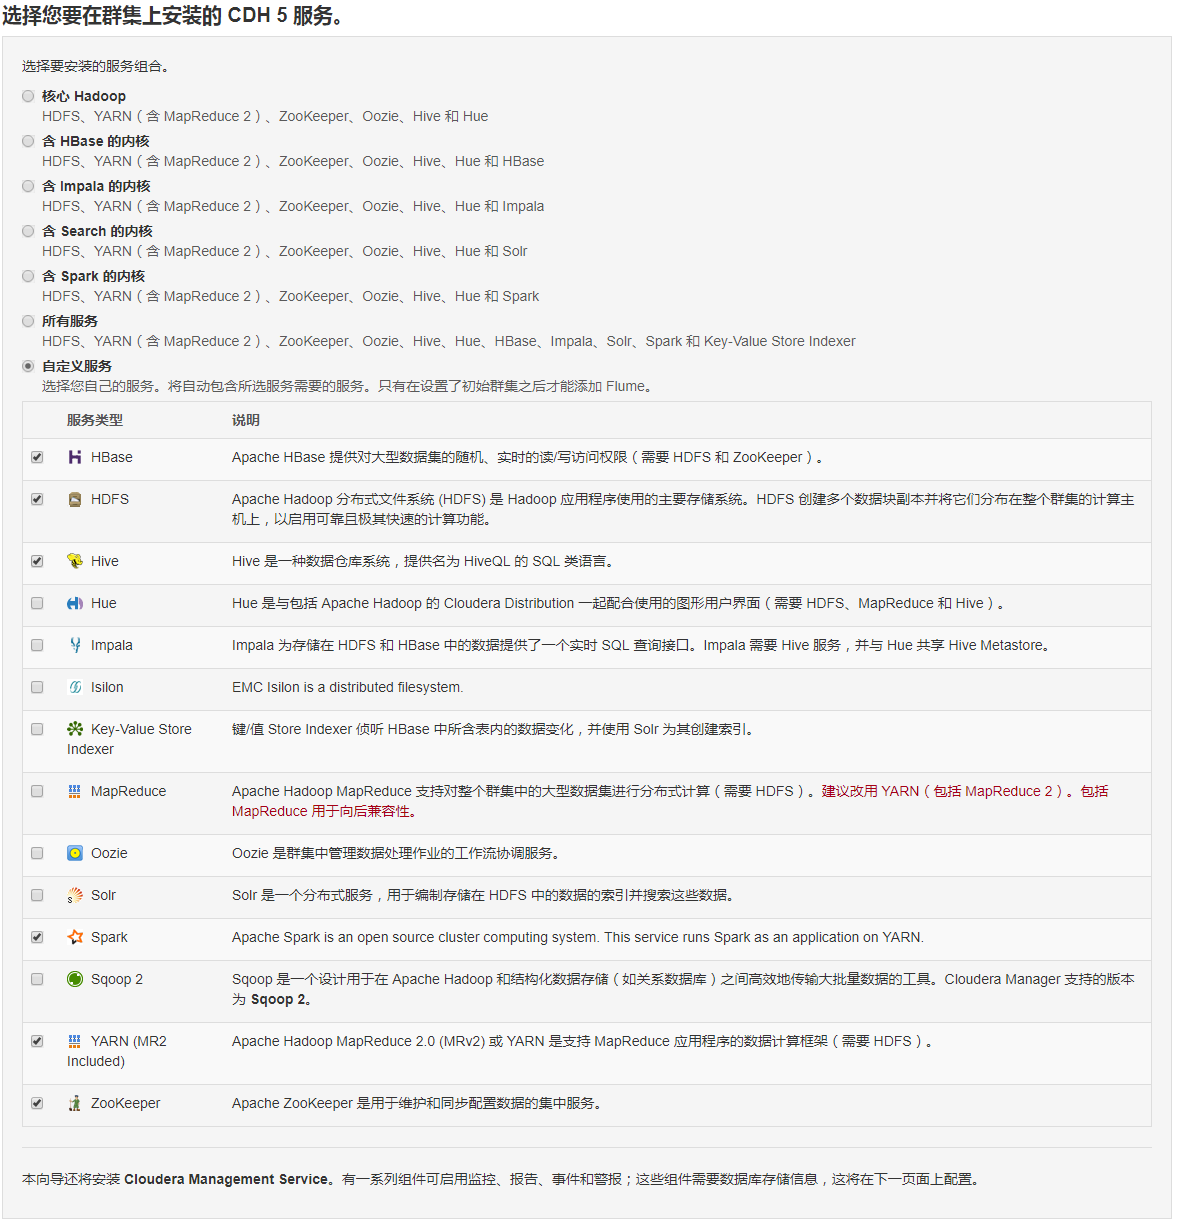 选择您要在群集上安装的 CDH 5 服务。
选择要安装的服务组合。
核心 Hadoop
HDFS、YARN（含 MapReduce 2）、ZooKeeper、Oozie、Hive 和 Hue
含 HBase 的内核
HDFS、YARN（含 MapReduce 2）、ZooKeeper、Oozie、Hive、Hue 和 HBase
含 Impala 的内核
HDFS、YARN（含 MapReduce 2）、ZooKeeper、Oozie、Hive、Hue 和 Impala
含 Search 的内核
HDFS、YARN（含 MapReduce 2）、ZooKeeper、Oozie、Hive、Hue 和 Solr
含 Spark 的内核
HDFS、YARN（含 MapReduce 2）、ZooKeeper、Oozie、Hive、Hue 和 Spark
所有服务
HDFS、YARN（含 MapReduce 2）、ZooKeeper、Oozie、Hive、Hue、HBase、Impala、Solr、Spark 和 Key-Value Store Indexer
自定义服务
选择您自己的服务。将自动包含所选服务需要的服务。只有在设置了初始群集之后才能添加 Flume。
服务类型 说明
HBase Apache HBase 提供对大型数据集的随机、实时的读/写访问权限（需要 HDFS 和 ZooKeeper）。
HDFS Apache Hadoop 分布式文件系统 (HDFS) 是 Hadoop 应用程序使用的主要存储系统。HDFS 创建多个数据块副本并将它们分布在整个群集的计算主
机上，以启用可靠且极其快速的计算功能。
Hive Hive 是一种数据仓库系统，提供名为 HiveQL 的 SQL 类语言。
Hue Hue 是与包括 Apache Hadoop 的 Cloudera Distribution 一起配合使用的图形用户界面（需要 HDFS、MapReduce 和 Hive）。
Impala Impala 为存储在 HDFS 和 HBase 中的数据提供了一个实时 SQL 查询接口。Impala 需要 Hive 服务，并与 Hue 共享 Hive Metastore。
Isilon EMC Isilon is a distributed filesystem.
Key-Value Store 键/值 Store Indexer 侦听 HBase 中所含表内的数据变化，并使用 Solr 为其创建索引。
Indexer
MapReduce Apache Hadoop MapReduce 支持对整个群集中的大型数据集进行分布式计算（需要 HDFS）。建议改用 YARN（包括 MapReduce 2）。包括
MapReduce 用于向后兼容性。
Oozie Oozie 是群集中管理数据处理作业的工作流协调服务。
Solr Solr 是一个分布式服务，用于编制存储在 HDFS 中的数据的索引并搜索这些数据。
Spark Apache Spark is an open source cluster computing system. This service runs Spark as an application on YARN.
Sqoop 2 Sqoop 是一个设计用于在 Apache Hadoop 和结构化数据存储（如关系数据库）之间高效地传输大批量数据的工具。Cloudera Manager 支持的版本
为 Sqoop 2。
YARN (MR2 Apache Hadoop MapReduce 2.0 (MRv2) 或 YARN 是支持 MapReduce 应用程序的数据计算框架（需要 HDFS）。
Included)
ZooKeeper Apache ZooKeeper 是用于维护和同步配置数据的集中服务。
本向导还将安装 Cloudera Management Service。有一系列组件可启用监控、报告、事件和警报；这些组件需要数据库存储信息，这将在下一页面上配置。